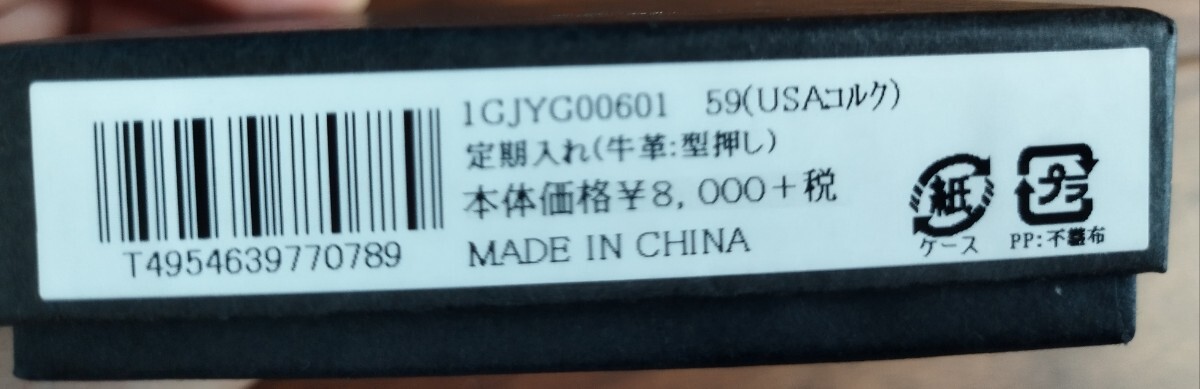 1GJYG00601 59(USAコルク)
定期入れ(牛革:型押し)
本体価格¥8,000+税
MADE IN CHINA
T4954639770789
紙
ケース
プラ
PP:不織布